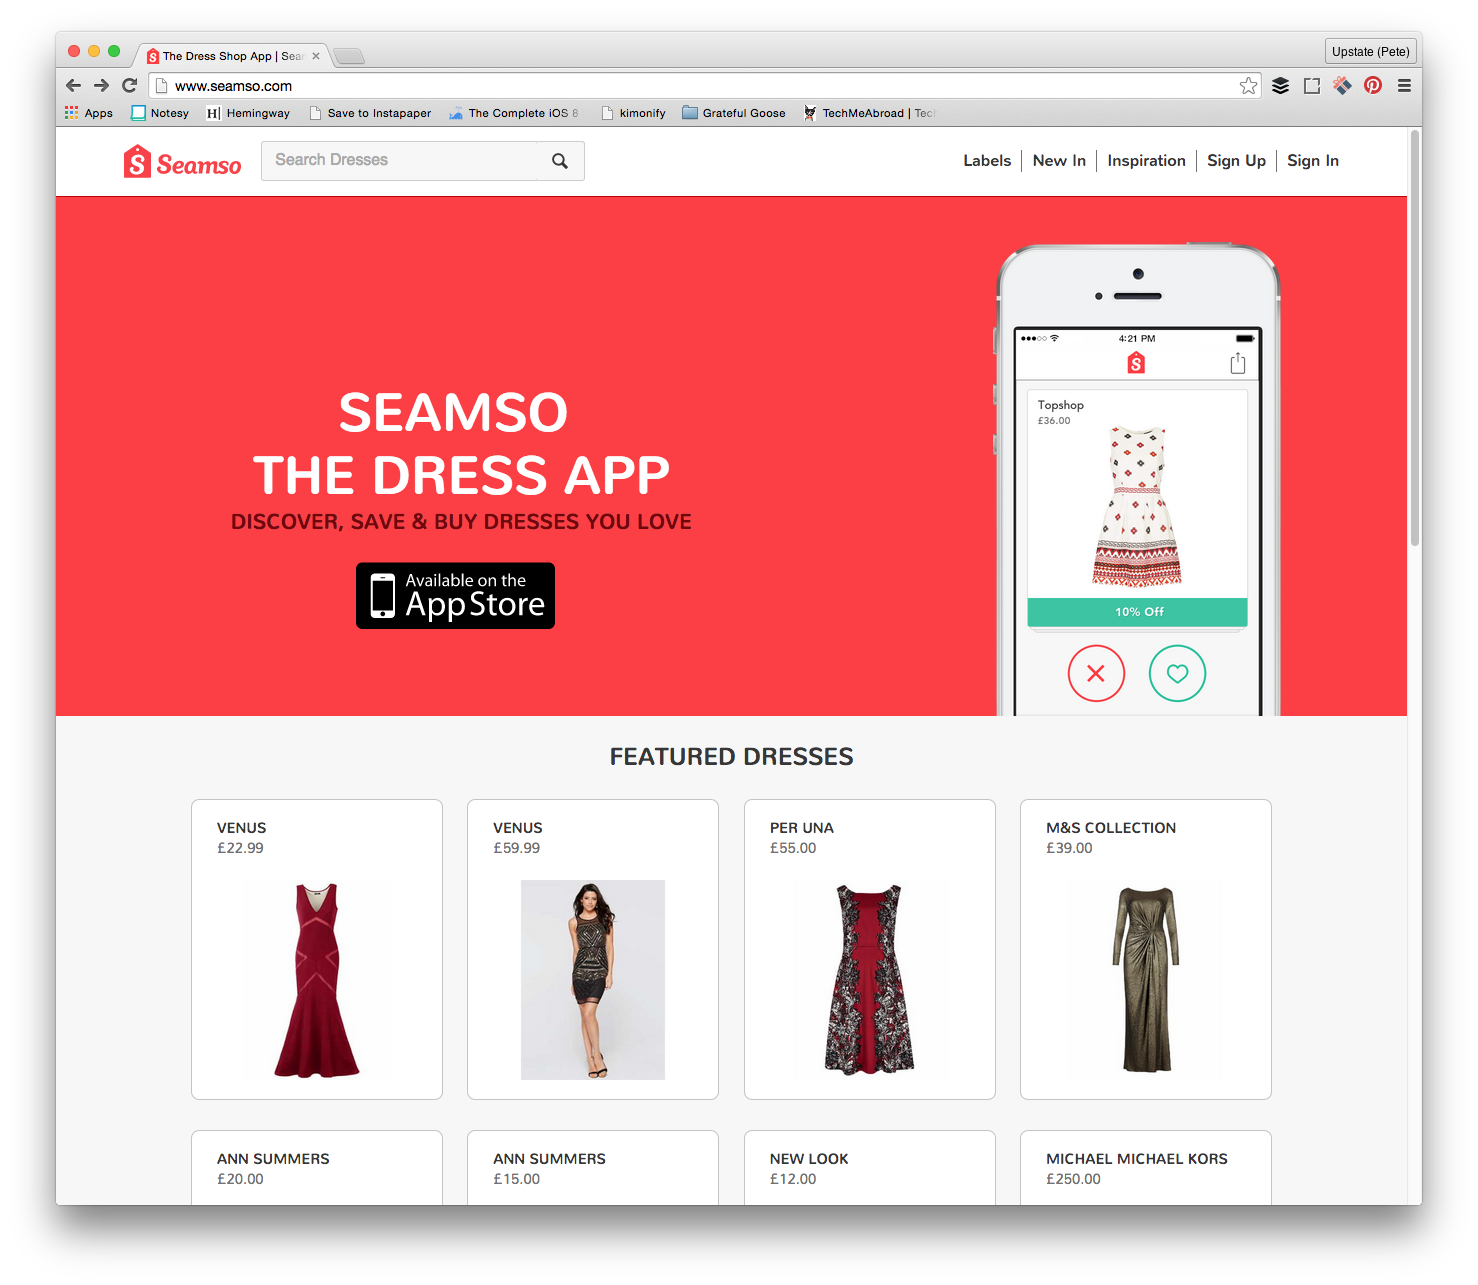 The Dress Shop App | Sear
Upstate (Pete)
www.seamso.com
Apps
Notesy
H
Hemingway
Save to Instapaper
The Complete iOS 8
kimonify
Grateful Goose
TechMeAbroad | Tech
S Seamso
Search Dresses
Labels
New In
Inspiration
Sign Up
Sign In
SEAMSO
THE DRESS APP
DISCOVER, SAVE & BUY DRESSES YOU LOVE
Available on the
App Store
4:21 PM
S
Topshop
£36.00
10% Off
FEATURED DRESSES
VENUS
£22.99
VENUS
£59.99
PER UNA
£55.00
M&S COLLECTION
£39.00
ANN SUMMERS
£20.00
ANN SUMMERS
£15.00
NEW LOOK
£12.00
MICHAEL MICHAEL KORS
£250.00